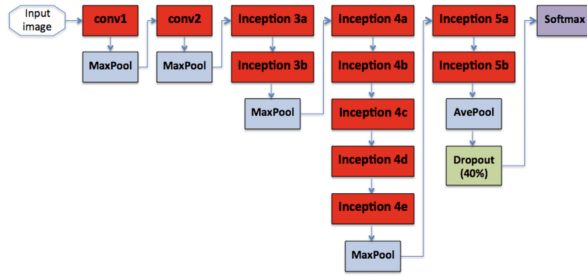 Input
image
conv1
MaxPool
conv2
MaxPool
Inception 3a
Inception 3b
MaxPool
Inception 4a
Inception 4b
Inception 4c
Inception 4d
Inception 4e
MaxPool
Inception 5a
Inception 5b
AvePool
Dropout
(40%)
Softmax